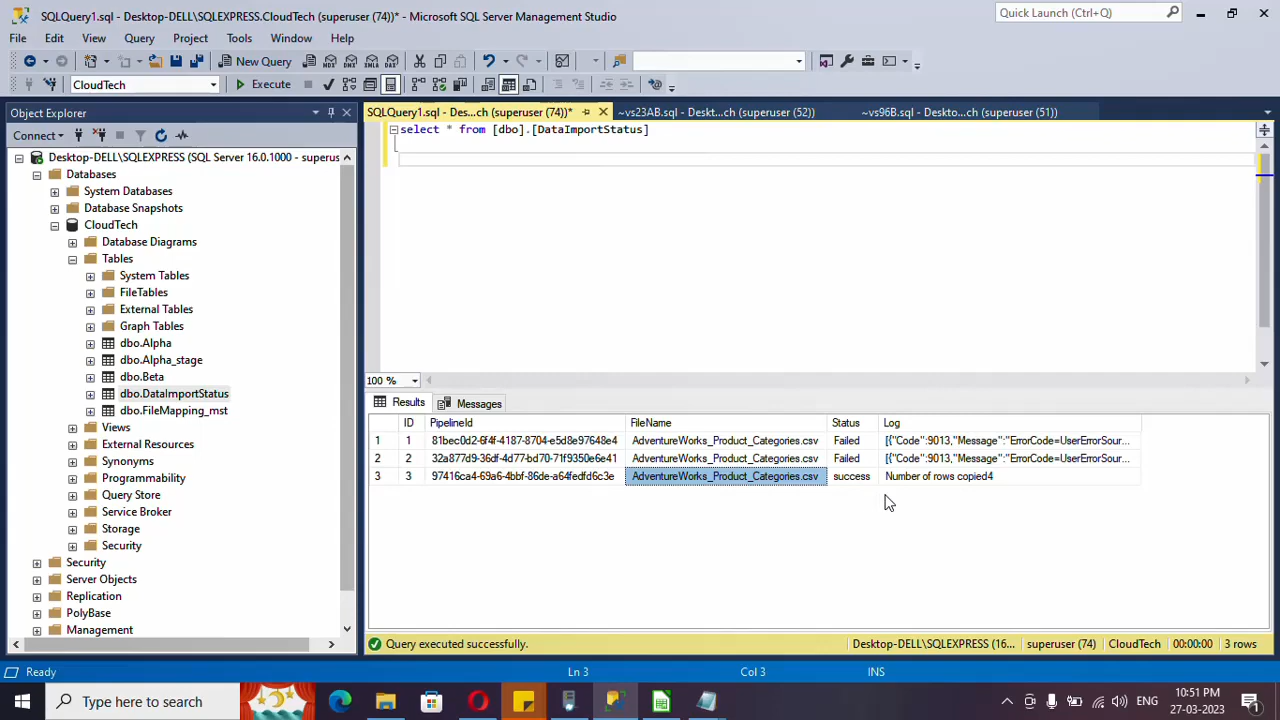 SQLQuery1.sql - Desktop-DELL\SQLEXPRESS.CloudTech (superuser (74))* - Microsoft SQL Server Management Studio
Quick Launch (Ctrl+Q)
File Edit View Query Project Tools Window Help
New Query
CloudTech
Execute
Object Explorer
SQLQuery1.sql - Des...ch (superuser (74))*
~vs23AB.sql - Deskt...ch (superuser (52))
~vs96B.sql - Deskto...ch (superuser (51))
Connect
select * from [dbo].[DataImportStatus]
Desktop-DELL\SQLEXPRESS (SQL Server 16.0.1000 - superus
Databases
System Databases
Database Snapshots
CloudTech
Database Diagrams
Tables
System Tables
FileTables
External Tables
Graph Tables
dbo.Alpha
dbo.Alpha_stage
dbo.Beta
dbo.DataImportStatus
dbo.FileMapping_mst
Views
External Resources
Synonyms
Programmability
Query Store
Service Broker
Storage
Security
Security
Server Objects
Replication
PolyBase
Management
100 %
Results Messages
ID PipelineId FileName Status Log
1 1 81bec0d2-6f4f-4187-8704-e5d8e97648e4 AdventureWorks_Product_Categories.csv Failed [{"Code":9013,"Message":"ErrorCode=UserErrorSour...
2 2 32a877d9-36df-4d77-bd70-71f9350e6e41 AdventureWorks_Product_Categories.csv Failed [{"Code":9013,"Message":"ErrorCode=UserErrorSour...
3 3 97416ca4-69a6-4bbf-86de-a64fedfd6c3e AdventureWorks_Product_Categories.csv success Number of rows copied4
Query executed successfully.
Desktop-DELL\SQLEXPRESS (16... superuser (74) CloudTech 00:00:00 3 rows
Ready Ln 3 Col 3 INS
Type here to search
ENG
10:51 PM
27-03-2023
1